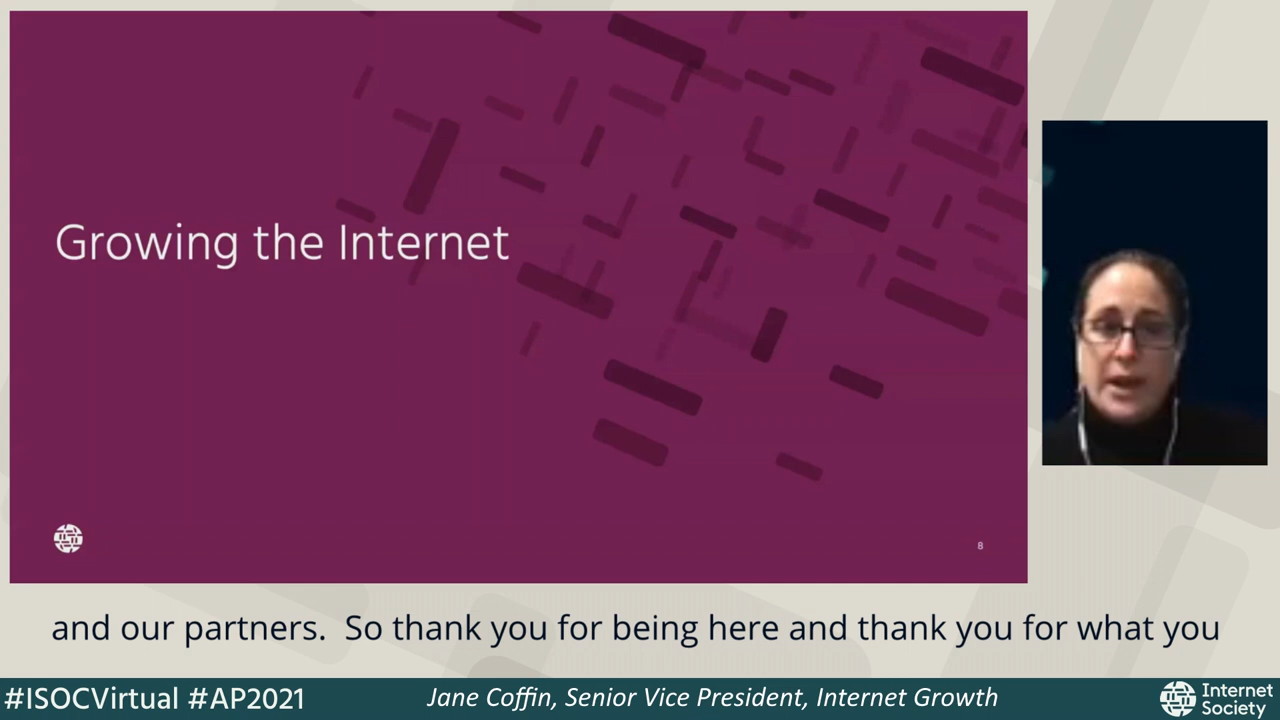 Growing the Internet
8
and our partners.  So thank you for being here and thank you for what you
#ISOCVirtual #AP2021
Jane Coffin, Senior Vice President, Internet Growth
Internet
Society